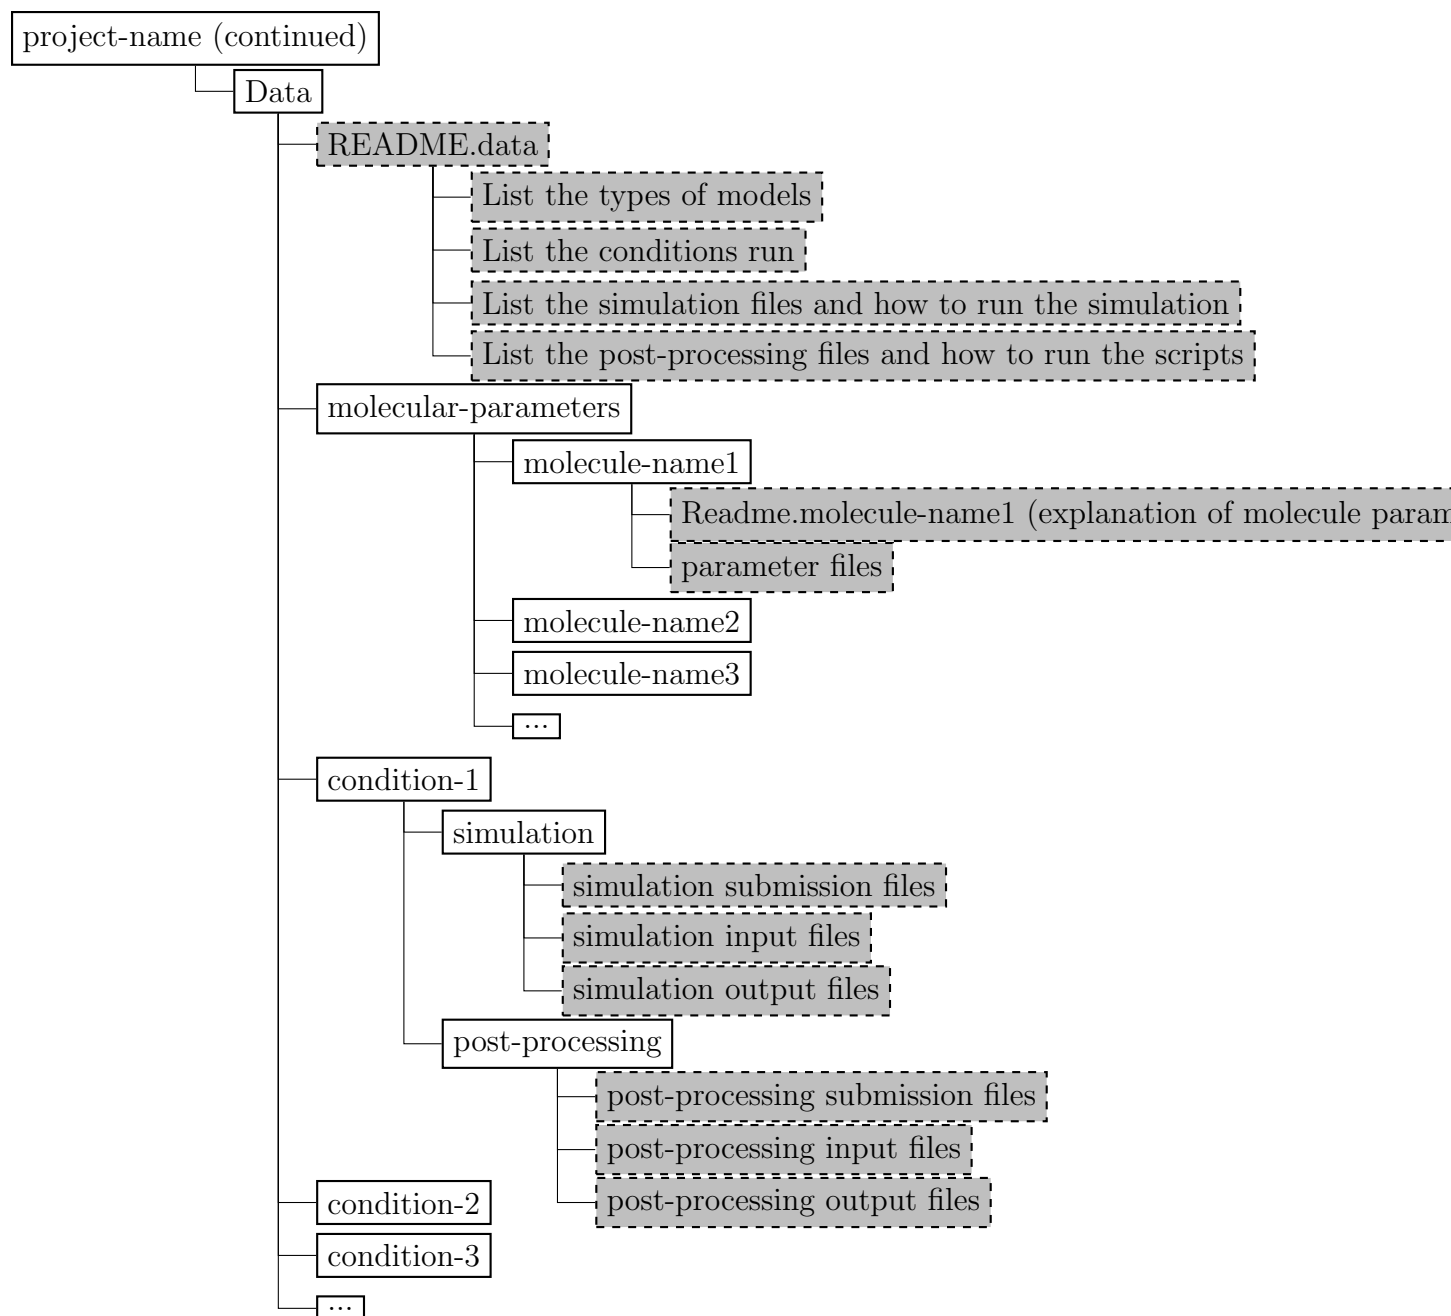 project-name (continued)
Data
README.data
List the types of models
List the conditions run
List the simulation files and how to run the simulation
List the post-processing files and how to run the scripts
molecular-parameters
molecule-name1
Readme.molecule-name1 (explanation of molecule param
parameter files
molecule-name2
molecule-name3
...
condition-1
simulation
simulation submission files
simulation input files
simulation output files
post-processing
post-processing submission files
post-processing input files
post-processing output files
condition-2
condition-3
...